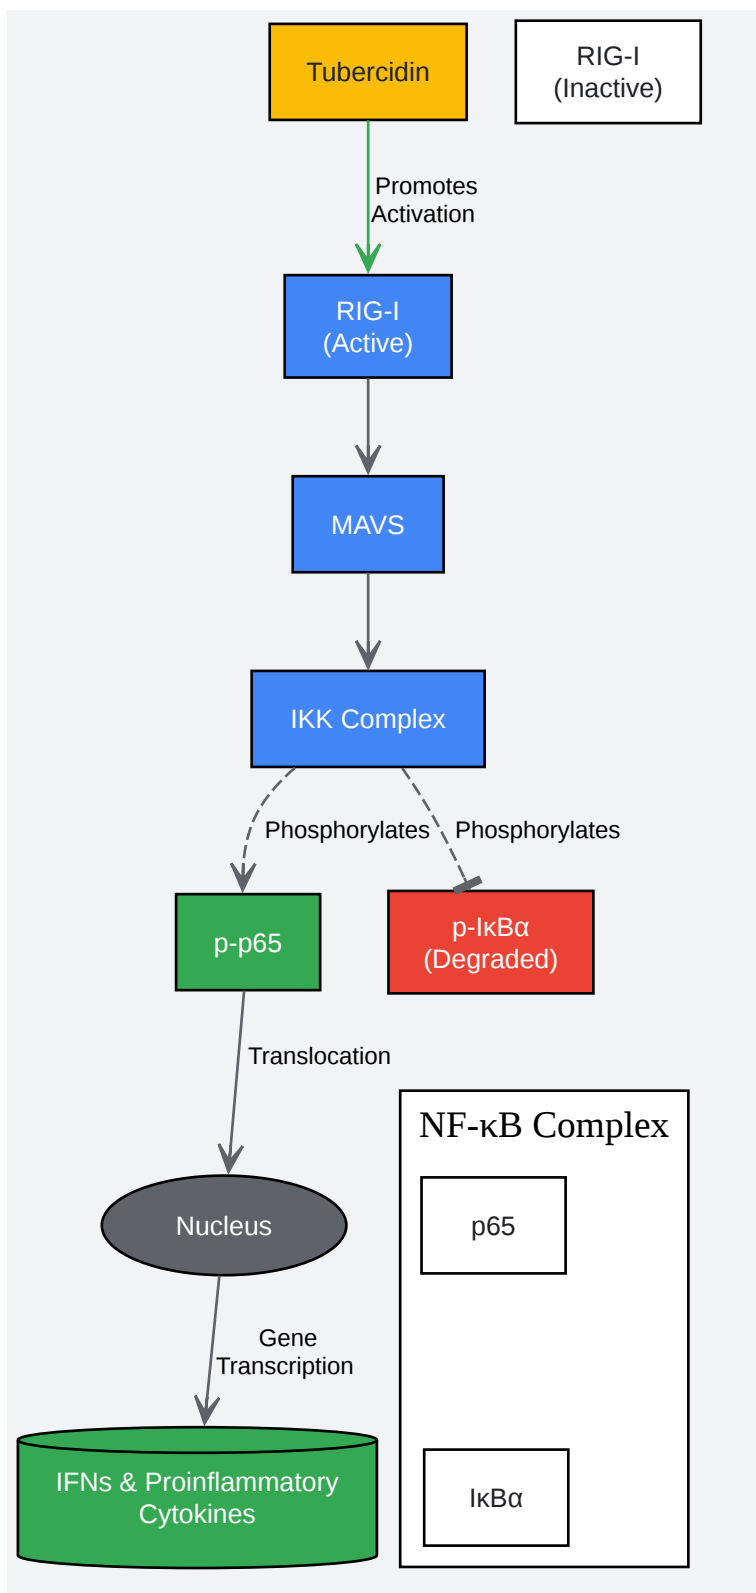 Tubercidin
RIG-I
(Inactive)
Promotes
Activation
RIG-I
(Active)
MAVS
IKK Complex
Phosphorylates
Phosphorylates
p-p65
p-IκBα
(Degraded)
Translocation
NF-κB Complex
p65
Nucleus
Gene
Transcription
IFNs & Proinflammatory
Cytokines
IκBα